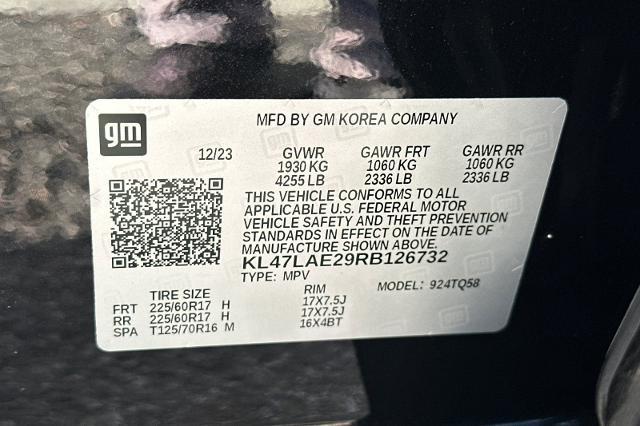 gm
MFD BY GM KOREA COMPANY
12/23 GVWR GAWR FRT GAWR RR
1930 KG 1060 KG 1060 KG
4255 LB 2336 LB 2336 LB
THIS VEHICLE CONFORMS TO ALL
APPLICABLE U.S. FEDERAL MOTOR
VEHICLE SAFETY AND THEFT PREVENTION
STANDARDS IN EFFECT ON THE DATE OF
MANUFACTURE SHOWN ABOVE.
KL47LAE29RB126732
TYPE: MPV MODEL: 924TQ58
TIRE SIZE RIM
FRT 225/60R17 H 17X7.5J
RR 225/60R17 H 17X7.5J
SPA T125/70R16 M 16X4BT